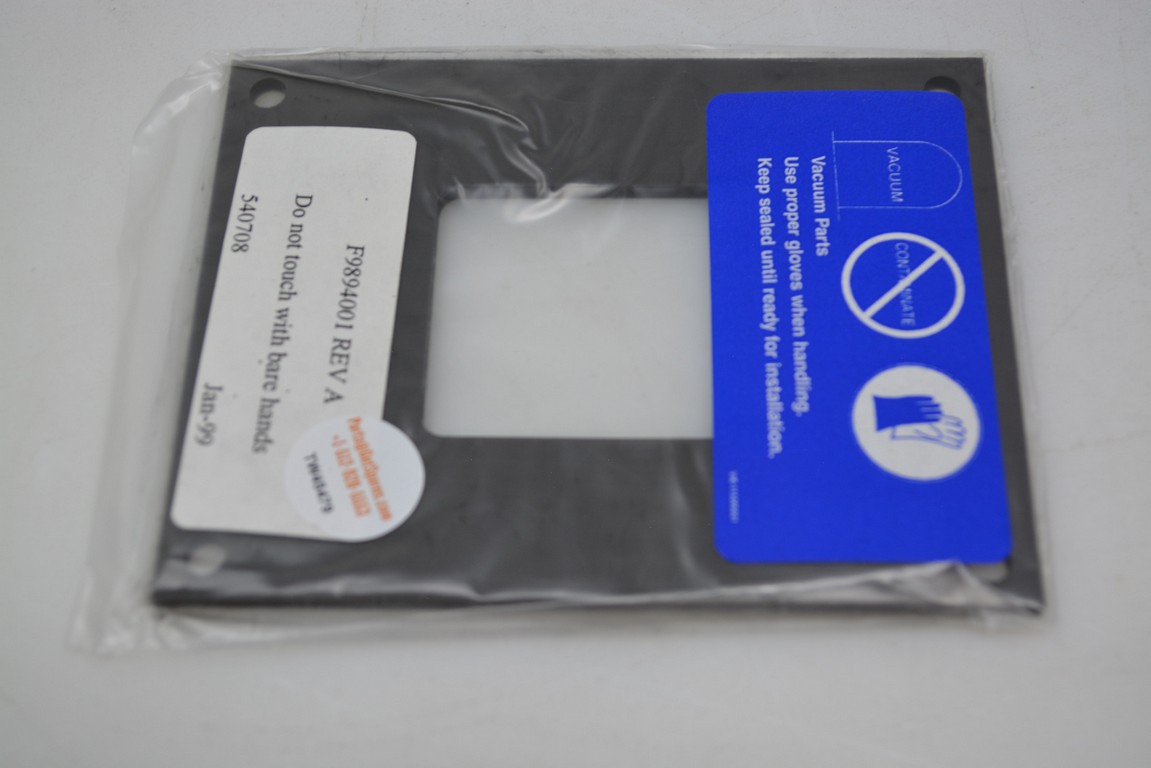 F9894001 REV A
Do not touch with bare hands
540708
Jan-99
VACUUM
Vacuum Parts
Use proper gloves when handling.
Keep sealed until ready for installation.